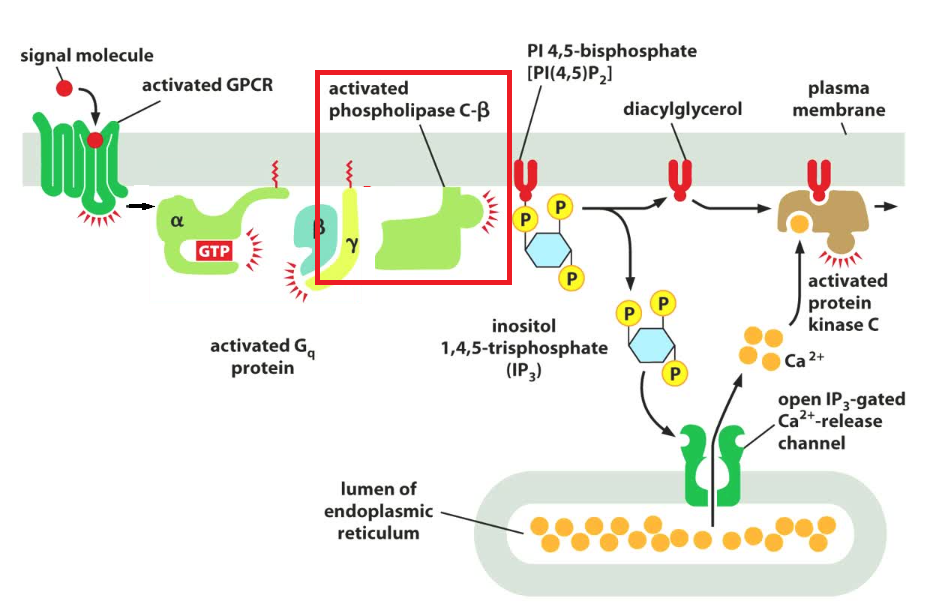 signal molecule
activated GPCR
activated
phospholipase C-β
PI 4,5-bisphosphate
[PI(4,5)P₂]
diacylglycerol
plasma
membrane
α
GTP
β
γ
P
P
P
activated Gq
protein
inositol
1,4,5-trisphosphate
(IP₃)
P
P
P
activated
protein
kinase C
Ca²⁺
open IP₃-gated
Ca²⁺-release
channel
lumen of
endoplasmic
reticulum